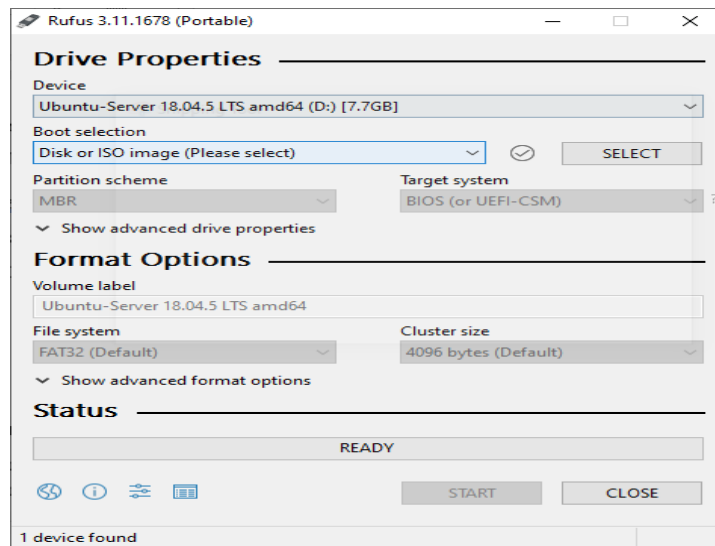 Rufus 3.11.1678 (Portable)
Drive Properties
Device
Ubuntu-Server 18.04.5 LTS amd64 (D:) [7.7GB]
Boot selection
Disk or ISO image (Please select)
SELECT
Partition scheme
Target system
MBR
BIOS (or UEFI-CSM)
?
Show advanced drive properties
Format Options
Volume label
Ubuntu-Server 18.04.5 LTS amd64
File system
Cluster size
FAT32 (Default)
4096 bytes (Default)
Show advanced format options
Status
READY
START
CLOSE
1 device found